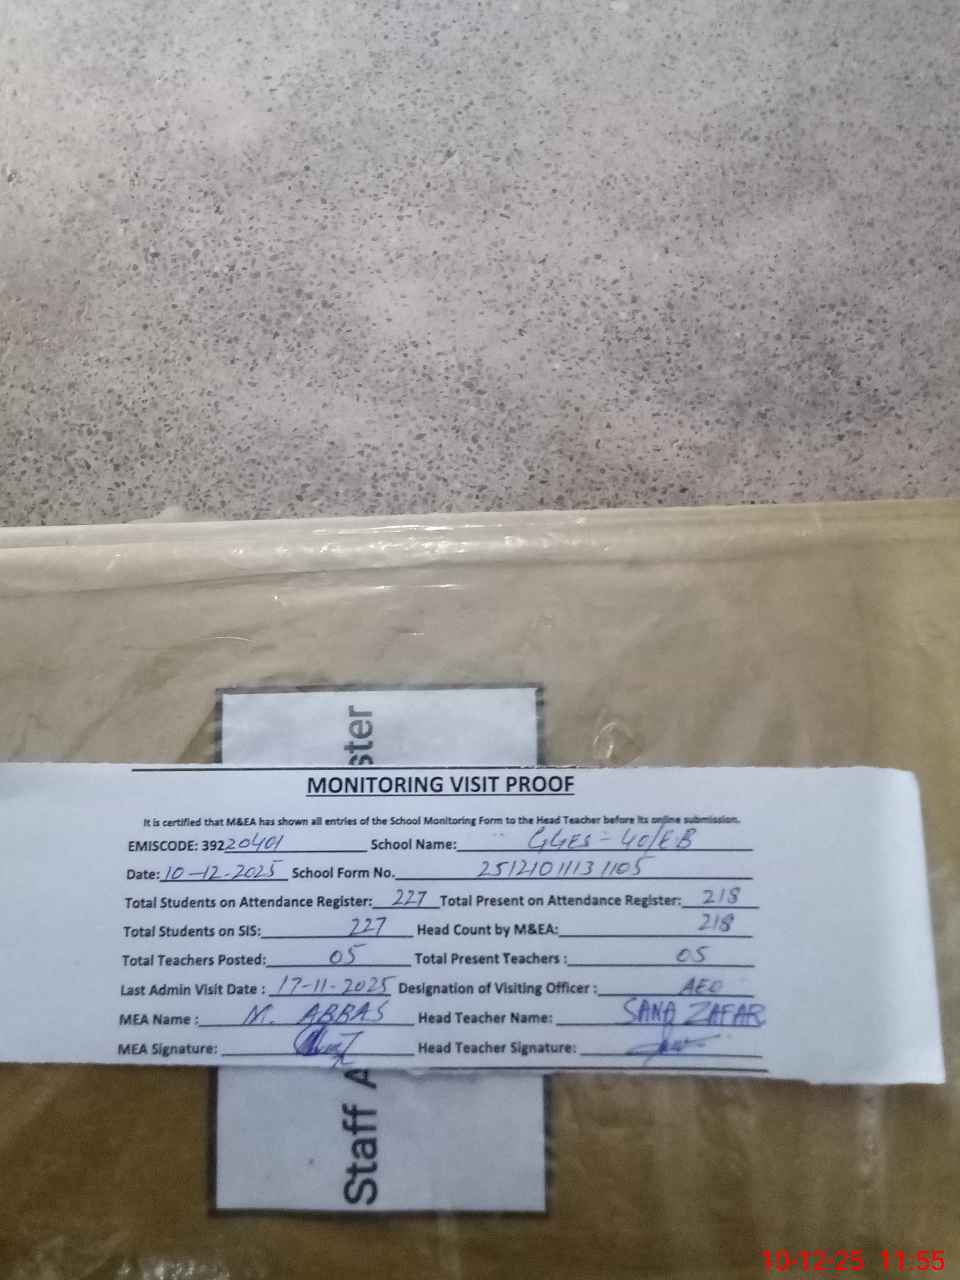 ster
MONITORING VISIT PROOF
It is certified that M&EA has shown all entries of the School Monitoring Form to the Head Teacher before its online submission.
EMISCODE: 39220401 School Name: GGES - 40/EB
Date: 10-12-2025 School Form No. 25121011131105
Total Students on Attendance Register: 227 Total Present on Attendance Register: 218
Total Students on SIS: 227 Head Count by M&EA: 218
Total Teachers Posted: 05 Total Present Teachers : 05
Last Admin Visit Date : 17-11-2025 Designation of Visiting Officer : AEO
MEA Name : M. ABBAS Head Teacher Name: SANA ZAFAR
MEA Signature: Head Teacher Signature:
Staff A
10-12-25 11:55